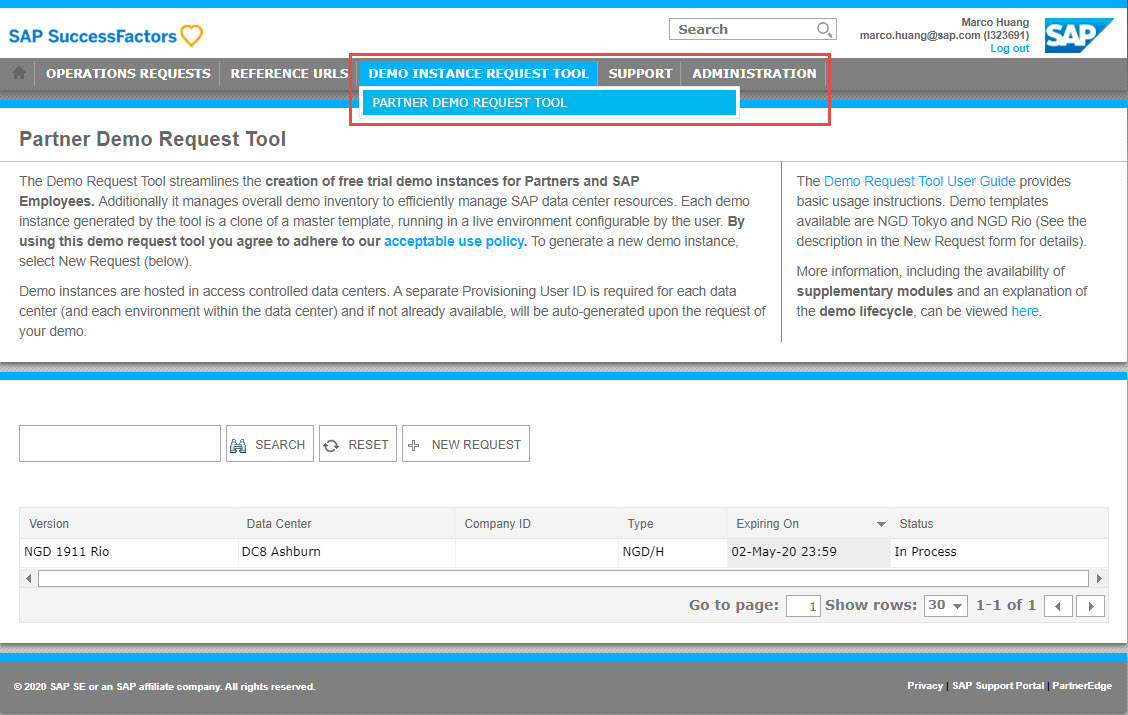 SAP SuccessFactors
Search
Marco Huang
marco.huang@sap.com (I323691)
Log out
SAP
OPERATIONS REQUESTS
REFERENCE URLS
DEMO INSTANCE REQUEST TOOL
SUPPORT
ADMINISTRATION
PARTNER DEMO REQUEST TOOL
Partner Demo Request Tool
The Demo Request Tool streamlines the creation of free trial demo instances for Partners and SAP
Employees. Additionally it manages overall demo inventory to efficiently manage SAP data center resources. Each demo
instance generated by the tool is a clone of a master template, running in a live environment configurable by the user. By
using this demo request tool you agree to adhere to our acceptable use policy. To generate a new demo instance,
select New Request (below).
Demo instances are hosted in access controlled data centers. A separate Provisioning User ID is required for each data
center (and each environment within the data center) and if not already available, will be auto-generated upon the request of
your demo.
The Demo Request Tool User Guide provides
basic usage instructions. Demo templates
available are NGD Tokyo and NGD Rio (See the
description in the New Request form for details).
More information, including the availability of
supplementary modules and an explanation of
the demo lifecycle, can be viewed here.
SEARCH
RESET
NEW REQUEST
Version Data Center Company ID Type Expiring On Status
NGD 1911 Rio DC8 Ashburn NGD/H 02-May-20 23:59 In Process
Go to page: 1 Show rows: 30 1-1 of 1
© 2020 SAP SE or an SAP affiliate company. All rights reserved.
Privacy | SAP Support Portal | PartnerEdge